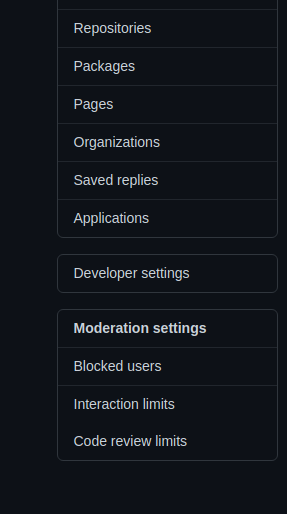 Repositories
Packages
Pages
Organizations
Saved replies
Applications
Developer settings
Moderation settings
Blocked users
Interaction limits
Code review limits